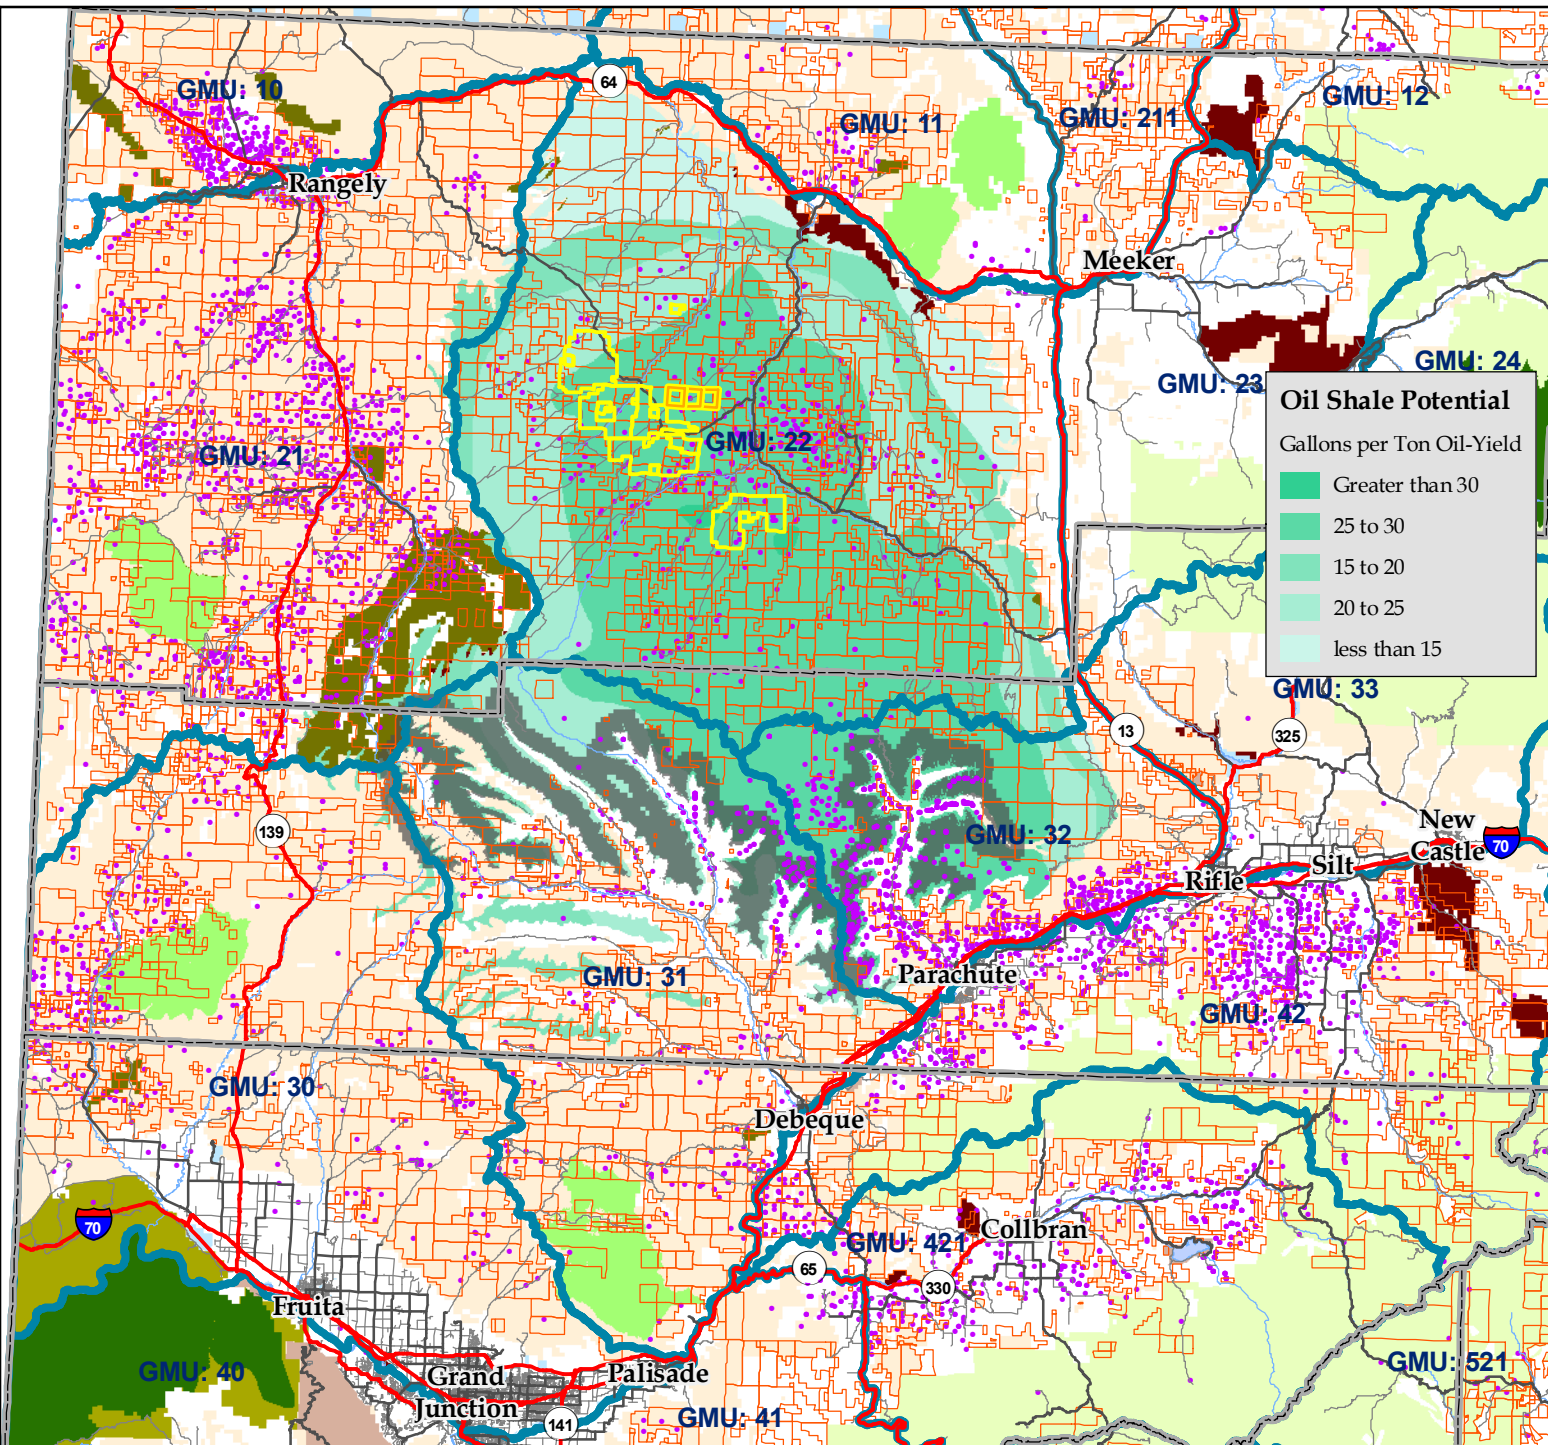 64
GMU: 10
GMU: 11
GMU: 211
GMU: 12
Rangely
Meeker
GMU: 24
GMU: 23
Oil Shale Potential
Gallons per Ton Oil-Yield
Greater than 30
25 to 30
15 to 20
20 to 25
less than 15
GMU: 22
GMU: 21
GMU: 33
13
325
139
GMU: 32
New
Castle
70
Silt
Rifle
Parachute
GMU: 31
GMU: 42
GMU: 30
Debeque
70
Collbran
GMU: 421
65
330
Fruita
GMU: 40
Grand
Junction
Palisade
GMU: 521
141
GMU: 41